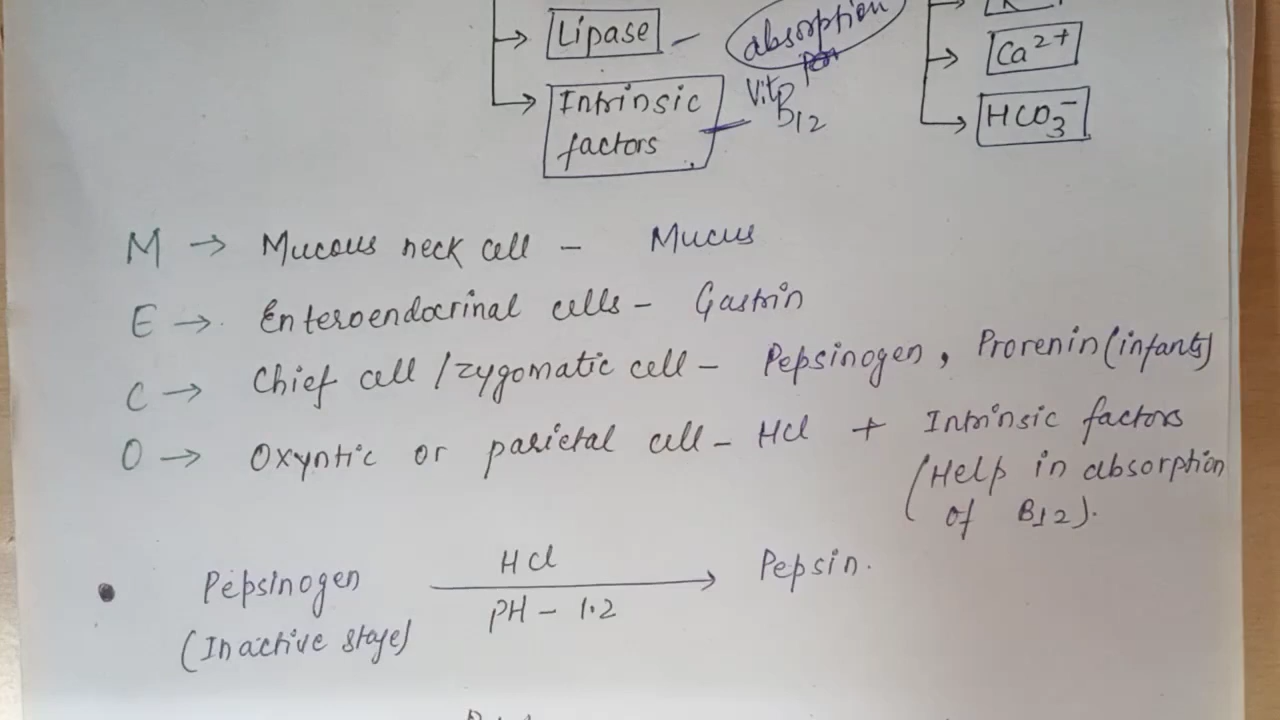 Lipase - absorption
Ca2+
Intrinsic factors - Vit B12
HCO3-
M → Mucous neck cell - Mucus
E → Enteroendocrinal cells - Gastrin
C → Chief cell / zygomatic cell - Pepsinogen, Prorenin (infants)
O → Oxyntic or parietal cell - HCl + Intrinsic factors
(Help in absorption
of B12).
• Pepsinogen HCl → Pepsin.
(Inactive stage) PH - 1.2